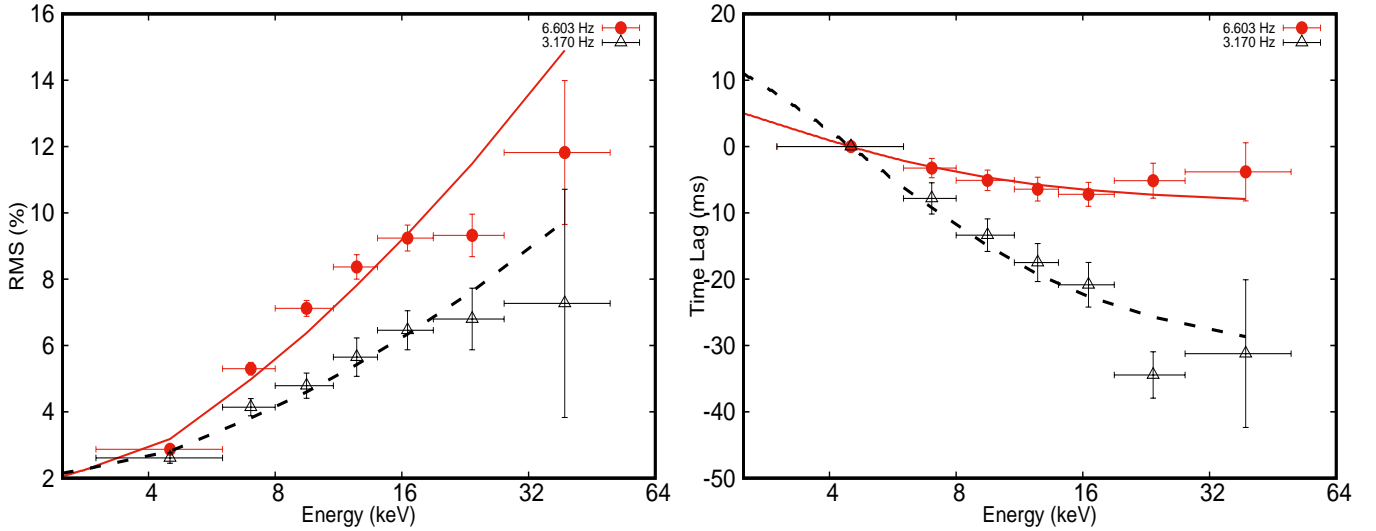 16
14
12
10
8
6
4
2
RMS (%)
6.603 Hz
3.170 Hz
4 8 16 32 64
Energy (keV)
20
10
0
-10
-20
-30
-40
-50
Time Lag (ms)
6.603 Hz
3.170 Hz
4 8 16 32 64
Energy (keV)